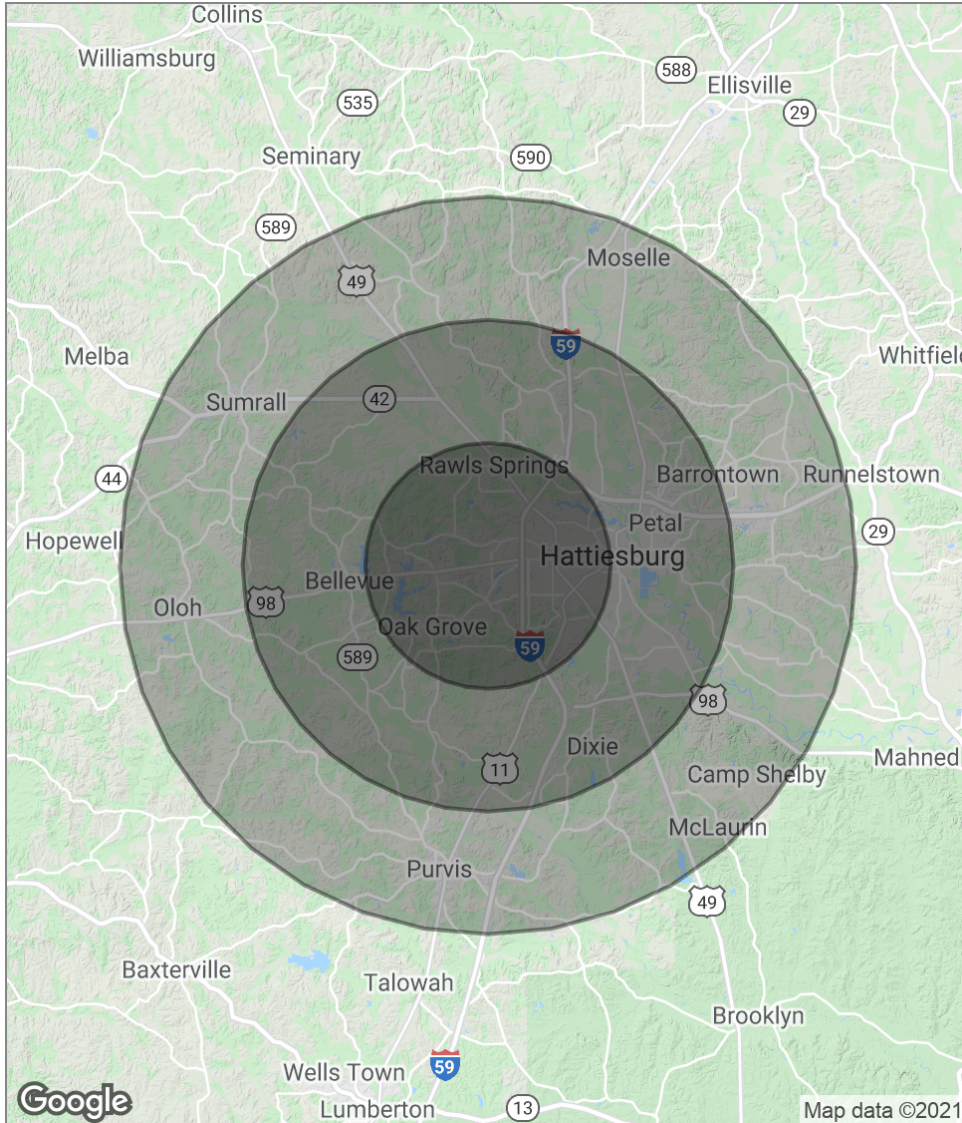 Collins
Williamsburg
588
Ellisville
535
29
Seminary
590
589
Moselle
49
59
Melba
Whitfield
Sumrall
42
Rawls Springs
44
Barrontown
Runnelstown
Petal
29
Hopewell
Hattiesburg
Bellevue
98
Oloh
Oak Grove
59
589
98
Dixie
11
Mahned
Camp Shelby
McLaurin
Purvis
49
Baxterville
Talowah
Brooklyn
59
Wells Town
Lumberton
13
Google
Map data ©2021